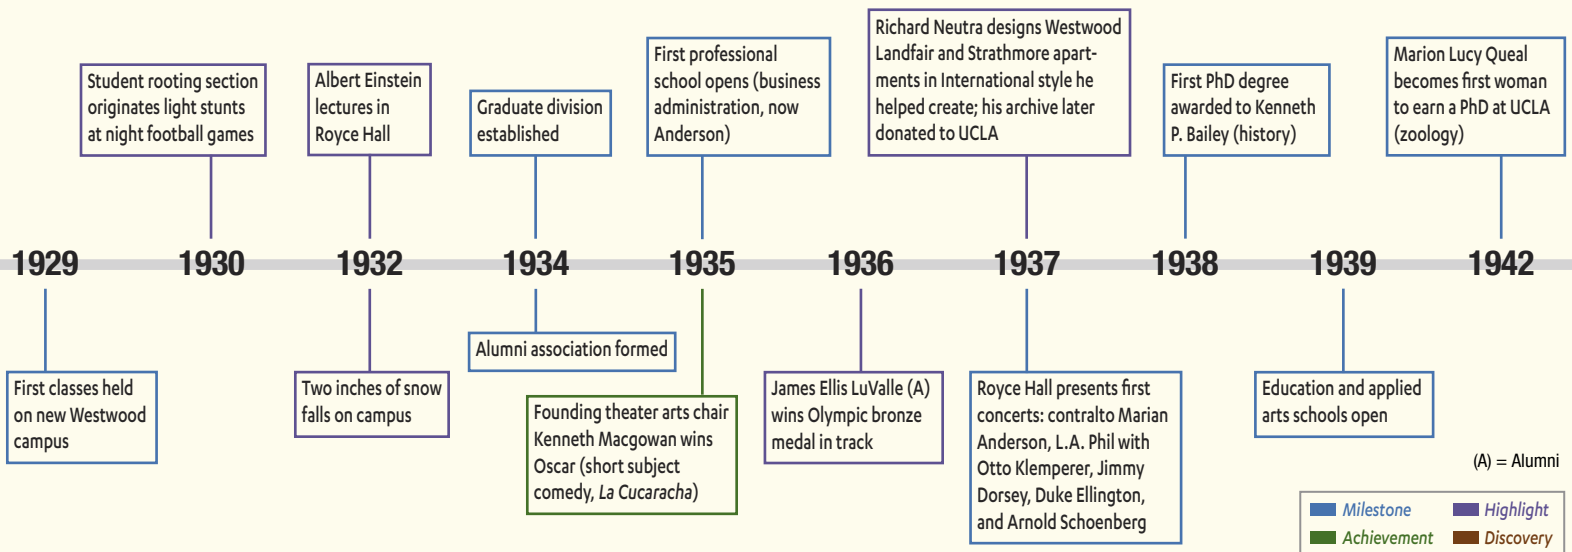 Student rooting section
originates light stunts
at night football games
Albert Einstein
lectures in
Royce Hall
Graduate division
established
First professional
school opens (business
administration, now
Anderson)
Richard Neutra designs Westwood
Landfair and Strathmore apart-
ments in International style he
helped create; his archive later
donated to UCLA
First PhD degree
awarded to Kenneth
P. Bailey (history)
Marion Lucy Queal
becomes first woman
to earn a PhD at UCLA
(zoology)
1929 1930 1932 1934 1935 1936 1937 1938 1939 1942
First classes held
on new Westwood
campus
Two inches of snow
falls on campus
Alumni association formed
Founding theater arts chair
Kenneth Macgowan wins
Oscar (short subject
comedy, La Cucaracha)
James Ellis LuValle (A)
wins Olympic bronze
medal in track
Royce Hall presents first
concerts: contralto Marian
Anderson, L.A. Phil with
Otto Klemperer, Jimmy
Dorsey, Duke Ellington,
and Arnold Schoenberg
Education and applied
arts schools open
(A) = Alumni
Milestone Highlight
Achievement Discovery